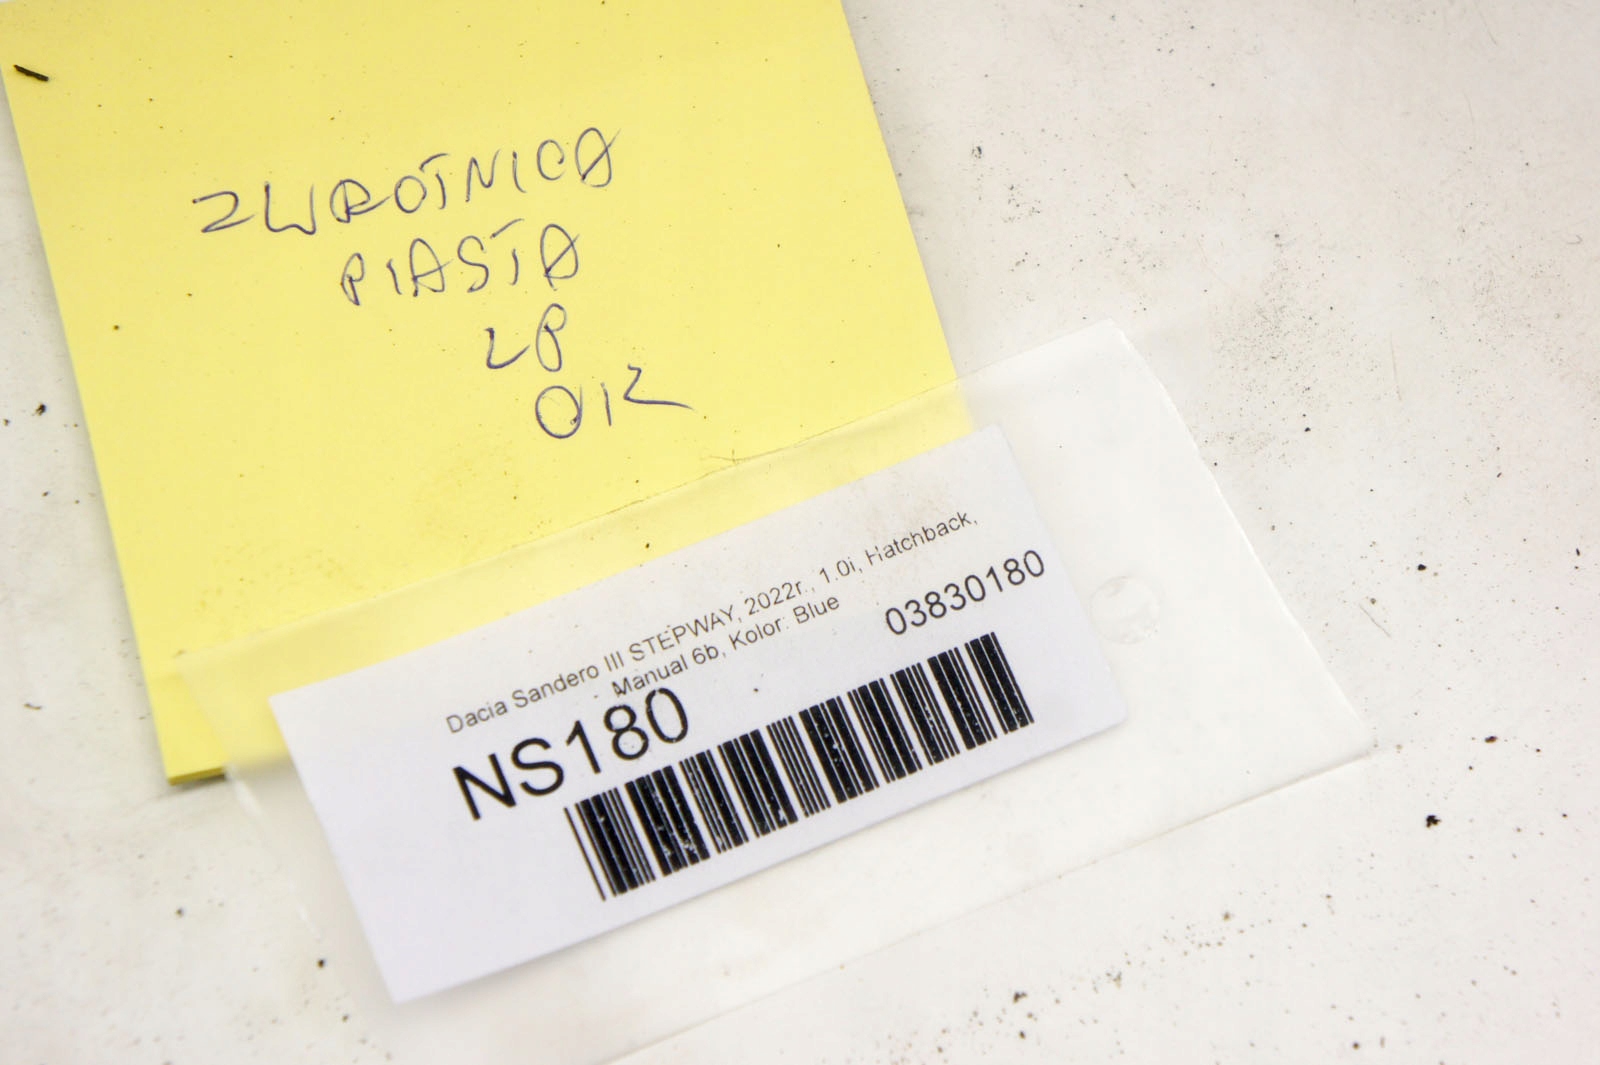 ZWROTNICA
PIASTA
LP
OK
Dacia Sandero III STEPWAY, 2022r., 1.0i, Hatchback,
Manual 6b, Kolor: Blue
03830180
NS180